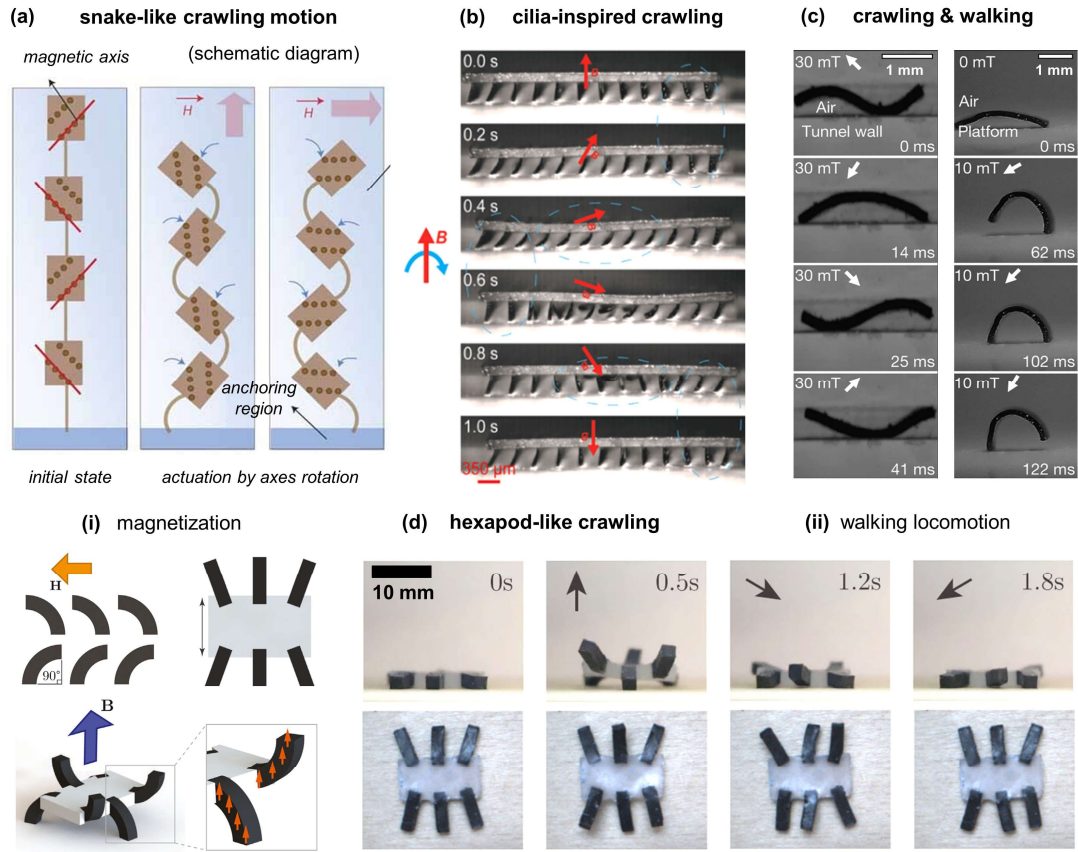 (a) snake-like crawling motion
magnetic axis
(schematic diagram)
H
H
anchoring
region
initial state
actuation by axes rotation
(b) cilia-inspired crawling
0.0 s
B
0.2 s
B
0.4 s
B
B
0.6 s
B
0.8 s
B
1.0 s
B
350 μm
(c) crawling & walking
30 mT
1 mm
Air
Tunnel wall
0 ms
0 mT
1 mm
Air
Platform
0 ms
30 mT
14 ms
10 mT
62 ms
30 mT
25 ms
10 mT
102 ms
30 mT
41 ms
10 mT
122 ms
(i) magnetization
H
90°
B
(d) hexapod-like crawling
(ii) walking locomotion
10 mm
0s
0.5s
1.2s
1.8s